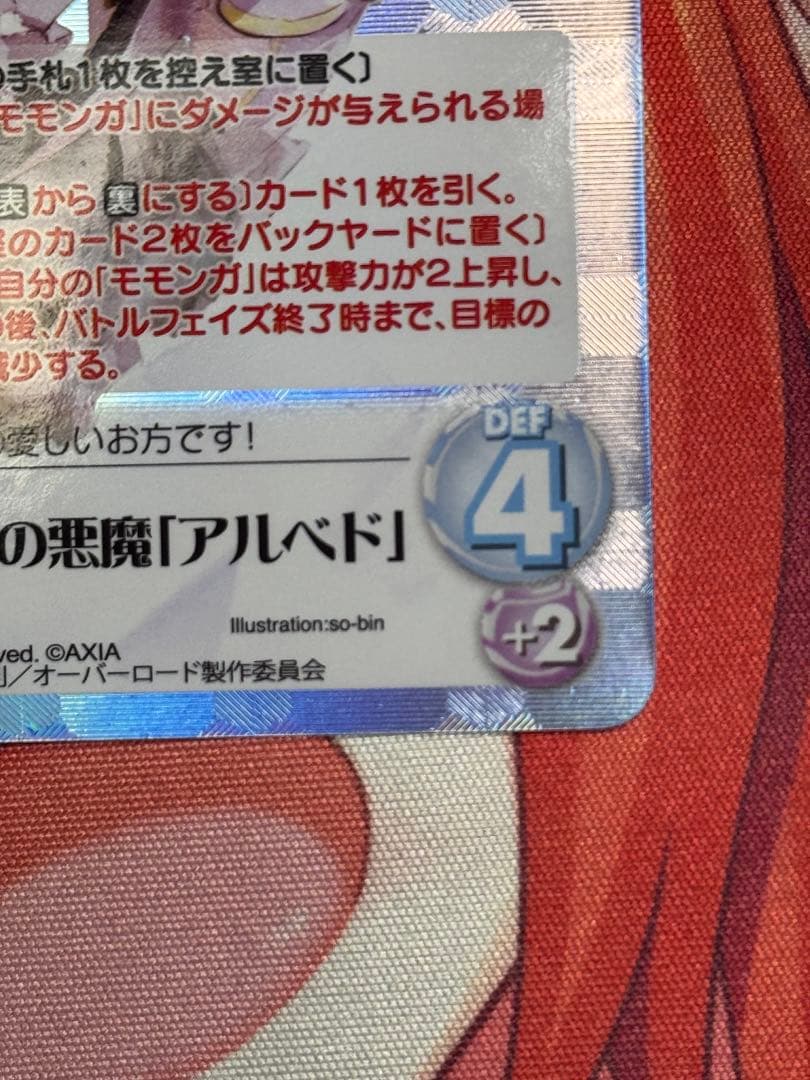 手札1枚を控え室に置く〕
モモンガ」にダメージが与えられる場
表から裏にする〕カード1枚を引く。
のカード2枚をバックヤードに置く〕
自分の「モモンガ」は攻撃力が2上昇し、
後、バトルフェイズ終了時まで、目標の
少する。
愛しいお方です!
DEF
4
の悪魔「アルベド」
+2
Illustration:so-bin
ved. ©AXIA
/オーバーロード製作委員会